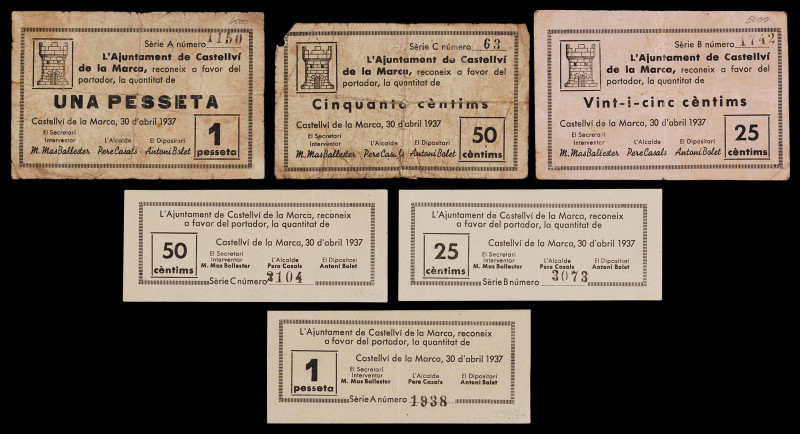 5000
Sèrie A número 1150
L'Ajuntament de Castellví
de la Marca, reconeix a favor del
portador, la quantitat de
UNA PESSETA
Castellví de la Marca, 30 d'abril 1937
El Secretari
Interventor
L'Alcalde
El Dipositari
M. Mas Ballester
Pere Casals
Antoni Bolet
1
pesseta
Sèrie C número 63
L'Ajuntament de Castellví
de la Marca, reconeix a favor del
portador, la quantitat de
Cinquanta cèntims
Castellví de la Marca, 30 d'abril 1937
El Secretari
Interventor
L'Alcalde
El Dipositari
M. Mas Ballester
Pere Casals
Antoni Bolet
50
cèntims
5000
Sèrie B número 1742
L'Ajuntament de Castellví
de la Marca, reconeix a favor del
portador, la quantitat de
Vint-i-cinc cèntims
Castellví de la Marca, 30 d'abril 1937
El Secretari
Interventor
L'Alcalde
El Dipositari
M. Mas Ballester
Pere Casals
Antoni Bolet
25
cèntims
L'Ajuntament de Castellví de la Marca, reconeix
a favor del portador, la quantitat de
50
cèntims
Castellví de la Marca, 30 d'abril 1937
El Secretari
Interventor
L'Alcalde
El Dipositari
M. Mas Ballester
Pere Casals
Antoni Bolet
Sèrie C número 2104
L'Ajuntament de Castellví de la Marca, reconeix
a favor del portador, la quantitat de
25
cèntims
Castellví de la Marca, 30 d'abril 1937
El Secretari
Interventor
L'Alcalde
El Dipositari
M. Mas Ballester
Pere Casals
Antoni Bolet
Sèrie B número 3073
L'Ajuntament de Castellví de la Marca, reconeix
a favor del portador, la quantitat de
1
pesseta
Castellví de la Marca, 30 d'abril 1937
El Secretari
Interventor
L'Alcalde
El Dipositari
M. Mas Ballester
Pere Casals
Antoni Bolet
Sèrie A número 1938